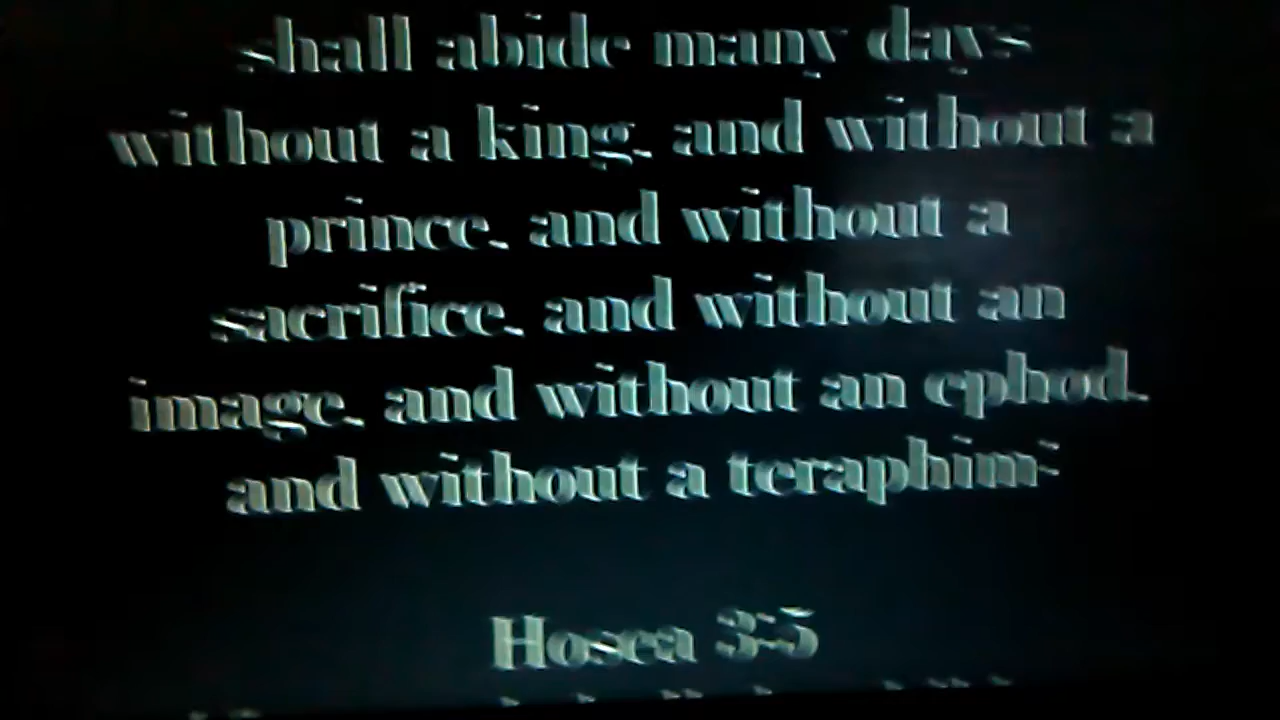 shall abide many days
without a king, and without a
prince, and without a
sacrifice, and without an
image, and without an ephod,
and without a teraphim:
Hosea 3:5